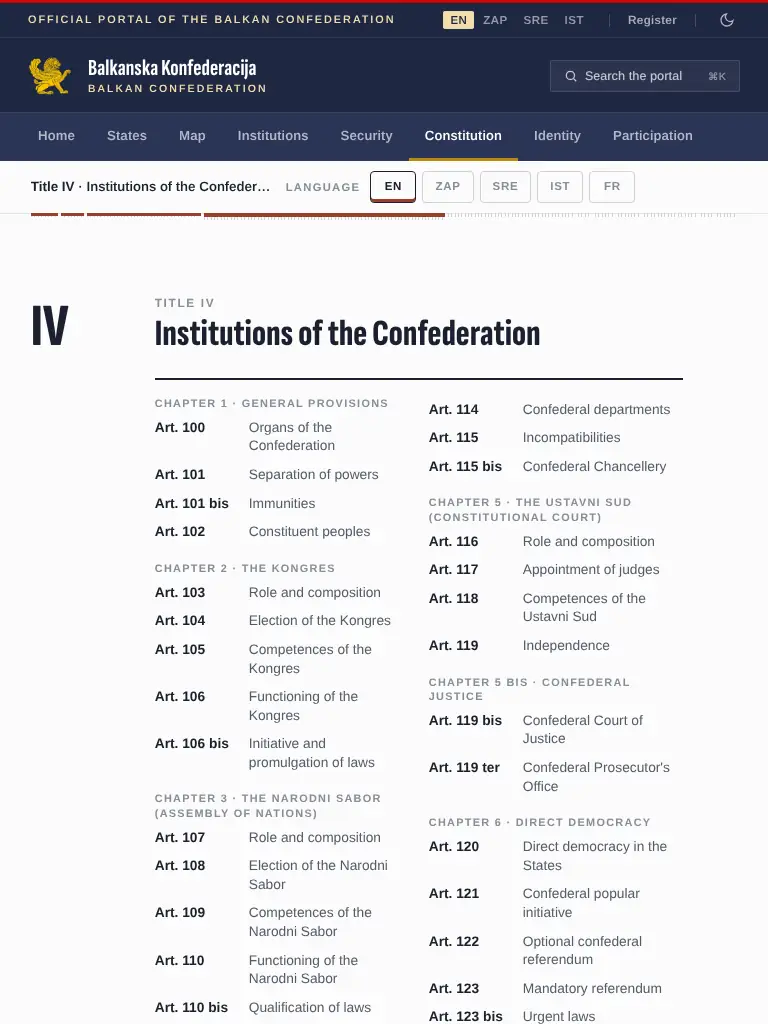 OFFICIAL PORTAL OF THE BALKAN CONFEDERATION
EN ZAP SRE IST Register
Balkanska Konfederacija
BALKAN CONFEDERATION
Search the portal ⌘K
Home States Map Institutions Security Constitution Identity Participation
Title IV · Institutions of the Confeder… LANGUAGE EN ZAP SRE IST FR
IV
TITLE IV
Institutions of the Confederation
CHAPTER 1 · GENERAL PROVISIONS
Art. 100 Organs of the
Confederation
Art. 101 Separation of powers
Art. 101 bis Immunities
Art. 102 Constituent peoples
CHAPTER 2 · THE KONGRES
Art. 103 Role and composition
Art. 104 Election of the Kongres
Art. 105 Competences of the
Kongres
Art. 106 Functioning of the
Kongres
Art. 106 bis Initiative and
promulgation of laws
CHAPTER 3 · THE NARODNI SABOR
(ASSEMBLY OF NATIONS)
Art. 107 Role and composition
Art. 108 Election of the Narodni
Sabor
Art. 109 Competences of the
Narodni Sabor
Art. 110 Functioning of the
Narodni Sabor
Art. 110 bis Qualification of laws
Art. 114 Confederal departments
Art. 115 Incompatibilities
Art. 115 bis Confederal Chancellery
CHAPTER 5 · THE USTAVNI SUD
(CONSTITUTIONAL COURT)
Art. 116 Role and composition
Art. 117 Appointment of judges
Art. 118 Competences of the
Ustavni Sud
Art. 119 Independence
CHAPTER 5 BIS · CONFEDERAL
JUSTICE
Art. 119 bis Confederal Court of
Justice
Art. 119 ter Confederal Prosecutor's
Office
CHAPTER 6 · DIRECT DEMOCRACY
Art. 120 Direct democracy in the
States
Art. 121 Confederal popular
initiative
Art. 122 Optional confederal
referendum
Art. 123 Mandatory referendum
Art. 123 bis Urgent laws